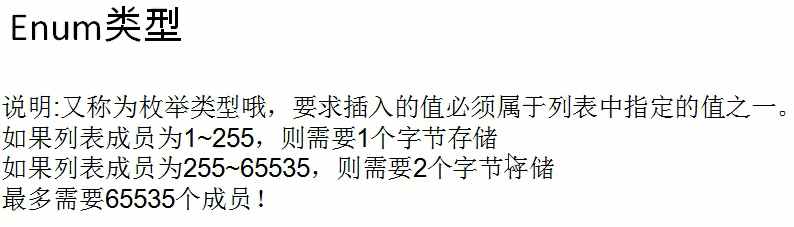 Enum类型
说明:又称为枚举类型哦，要求插入的值必须属于列表中指定的值之一。
如果列表成员为1~255，则需要1个字节存储
如果列表成员为255~65535，则需要2个字节存储
最多需要65535个成员！